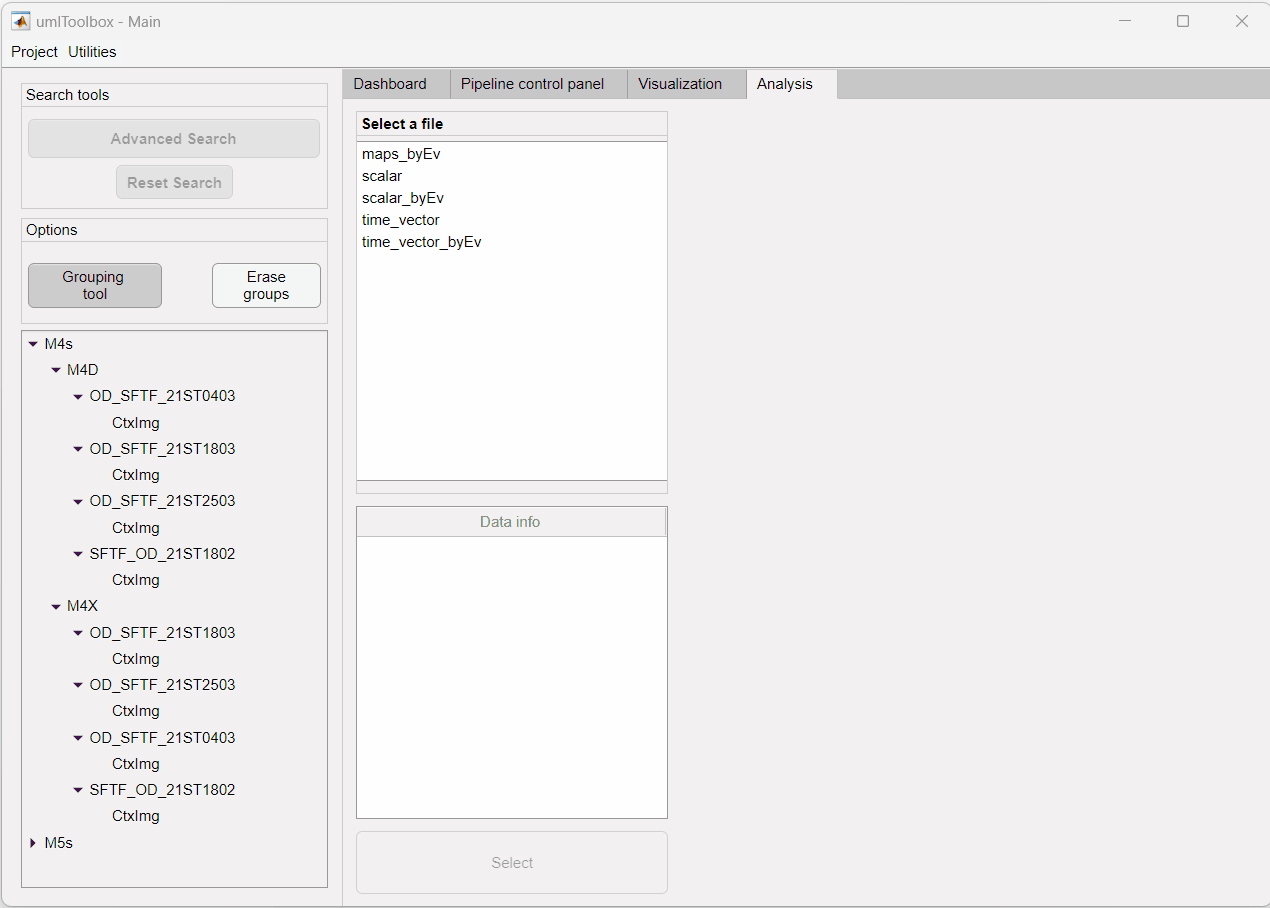 umIToolbox - Main
Project Utilities
Search tools
Advanced Search
Reset Search
Options
Grouping
tool
Erase
groups
M4s
M4D
OD_SFTF_21ST0403
CtxImg
OD_SFTF_21ST1803
CtxImg
OD_SFTF_21ST2503
CtxImg
SFTF_OD_21ST1802
CtxImg
M4X
OD_SFTF_21ST1803
CtxImg
OD_SFTF_21ST2503
CtxImg
OD_SFTF_21ST0403
CtxImg
SFTF_OD_21ST1802
CtxImg
M5s
Dashboard Pipeline control panel Visualization Analysis
Select a file
maps_byEv
scalar
scalar_byEv
time_vector
time_vector_byEv
Data info
Select